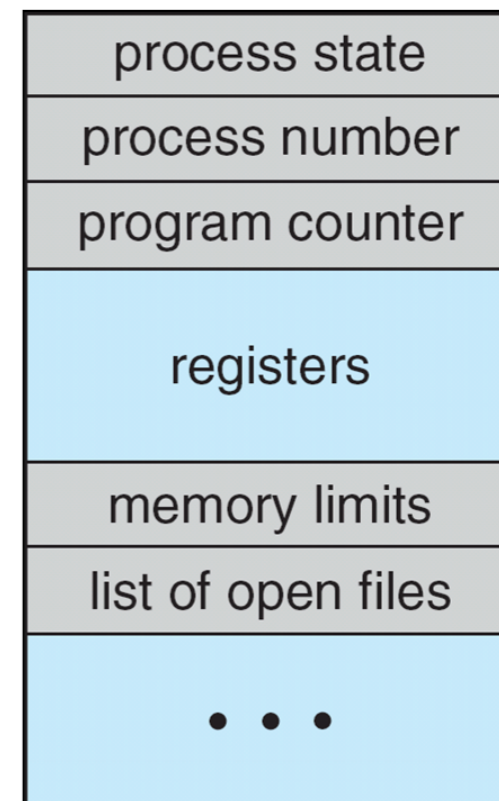 process state
process number
program counter
registers
memory limits
list of open files
• • •